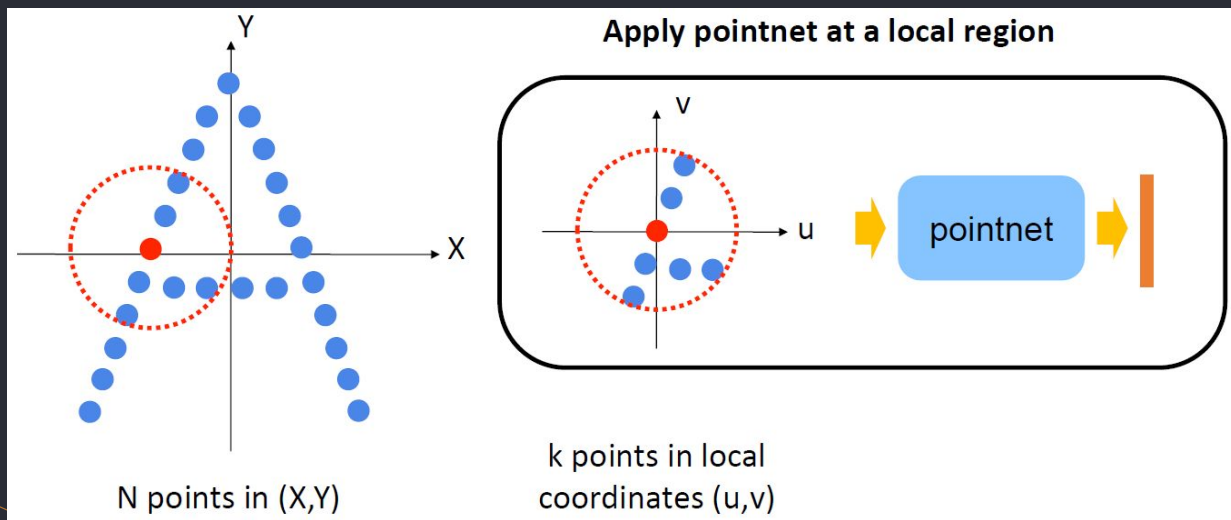 Apply pointnet at a local region
Y
X
v
u
pointnet
N points in (X,Y)
k points in local
coordinates (u,v)